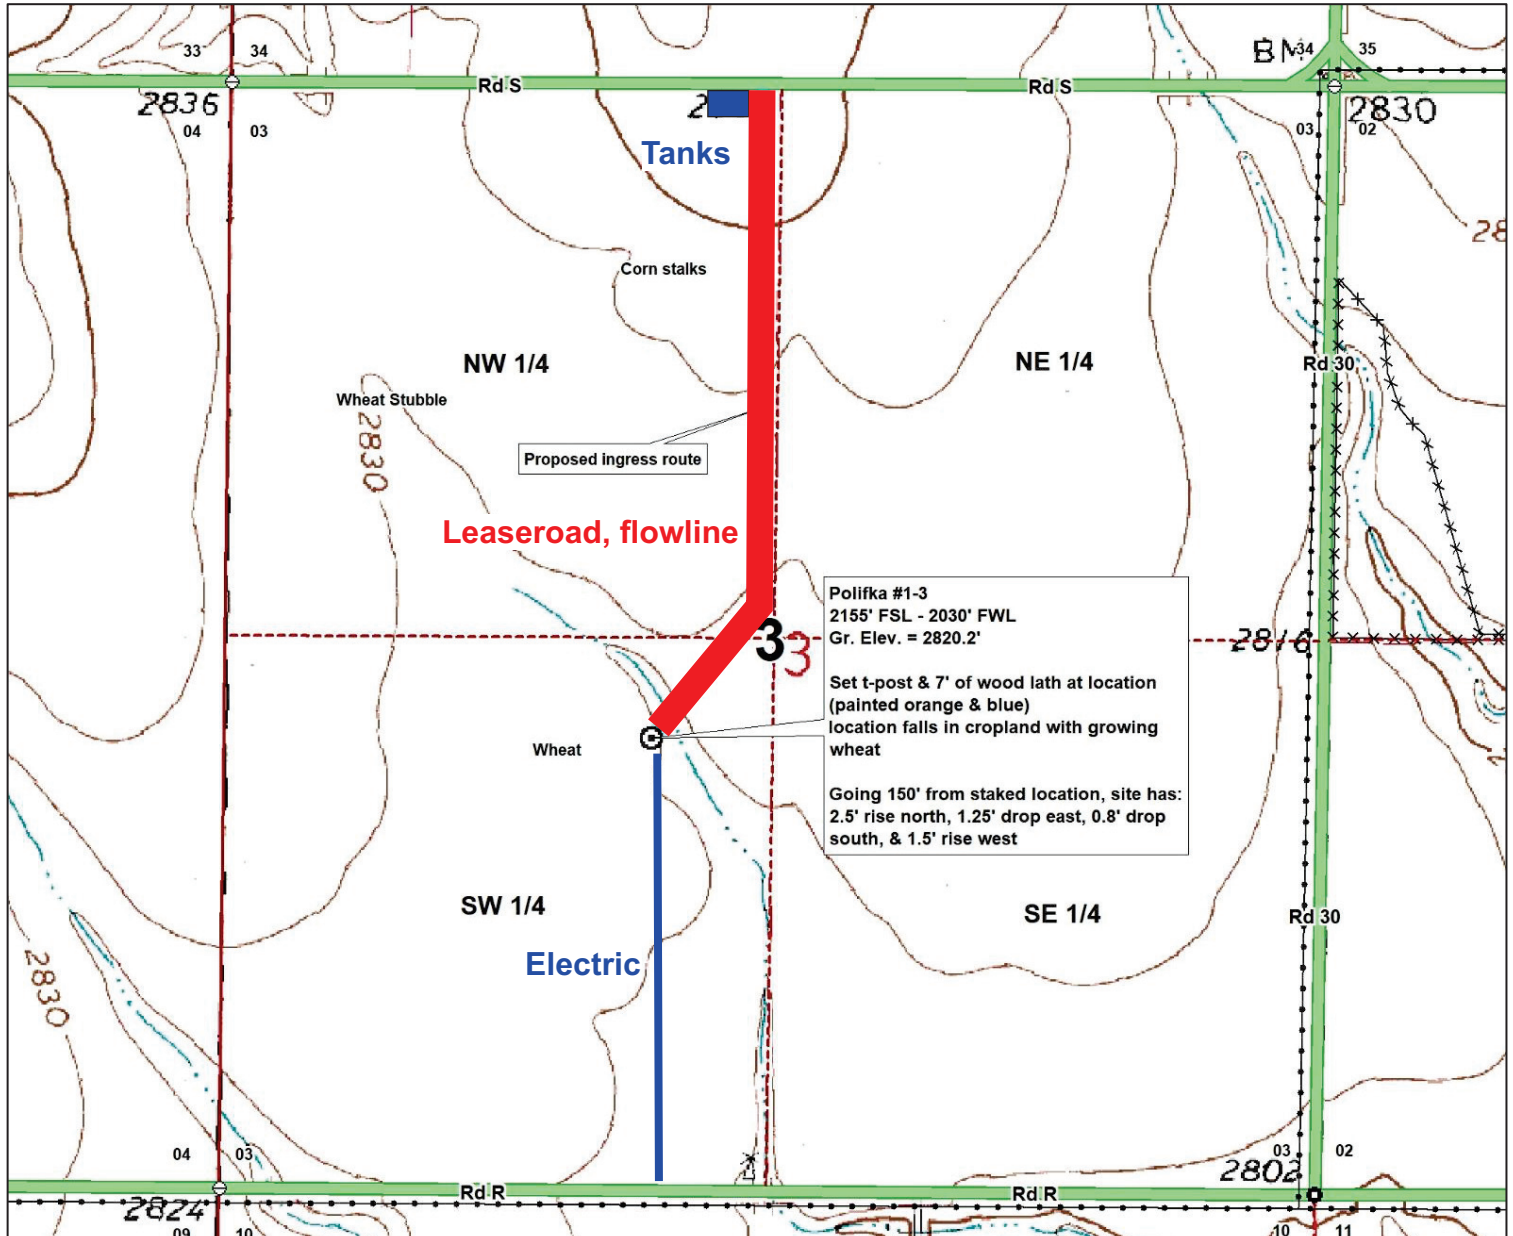 33 34
BM 34 35
Rd S
Rd S
2836
2830
04 03
03 02
Tanks
28
Corn stalks
NW 1/4
NE 1/4
Rd 30
Wheat Stubble
2830
Proposed ingress route
Leaseroad, flowline
Polifka #1-3
2155' FSL - 2030' FWL
Gr. Elev. = 2820.2'
Set t-post & 7' of wood lath at location
(painted orange & blue)
location falls in cropland with growing
wheat
Going 150' from staked location, site has:
2.5' rise north, 1.25' drop east, 0.8' drop
south, & 1.5' rise west
3
3
2816
Wheat
SW 1/4
SE 1/4
Rd 30
Electric
2830
04 03
03 02
2802
Rd R
Rd R
2824
09 10
10 11